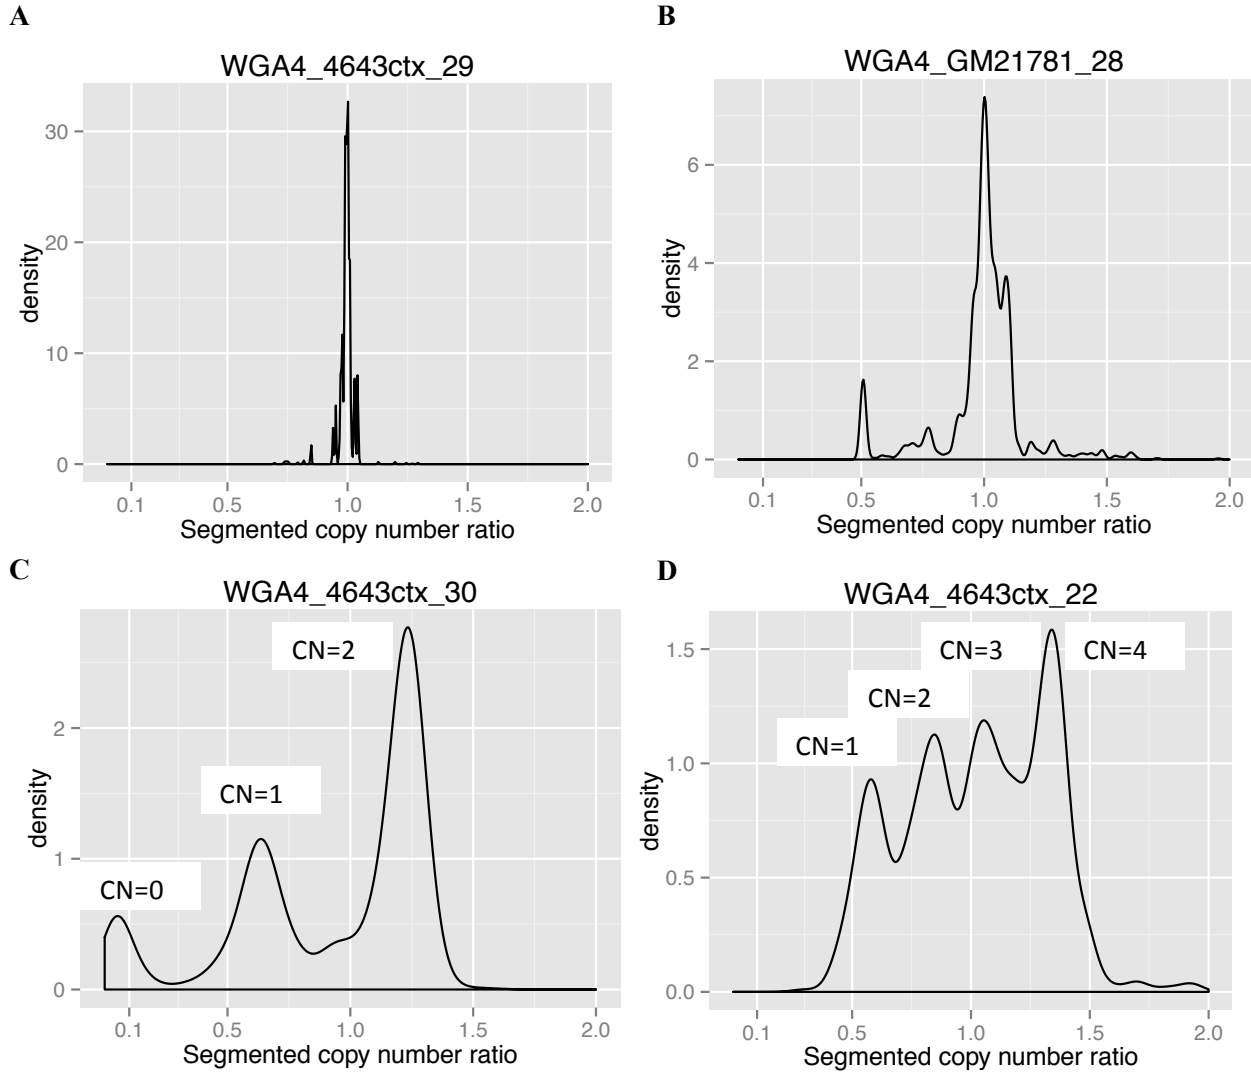 A
WGA4_4643ctx_29
density
30
20
10
0
0.1 0.5 1.0 1.5 2.0
Segmented copy number ratio
B
WGA4_GM21781_28
density
6
4
2
0
0.1 0.5 1.0 1.5 2.0
Segmented copy number ratio
C
WGA4_4643ctx_30
density
2
1
0
CN=2
CN=1
CN=0
0.1 0.5 1.0 1.5 2.0
Segmented copy number ratio
D
WGA4_4643ctx_22
density
1.5
1.0
0.5
0.0
CN=3 CN=4
CN=2
CN=1
0.1 0.5 1.0 1.5 2.0
Segmented copy number ratio